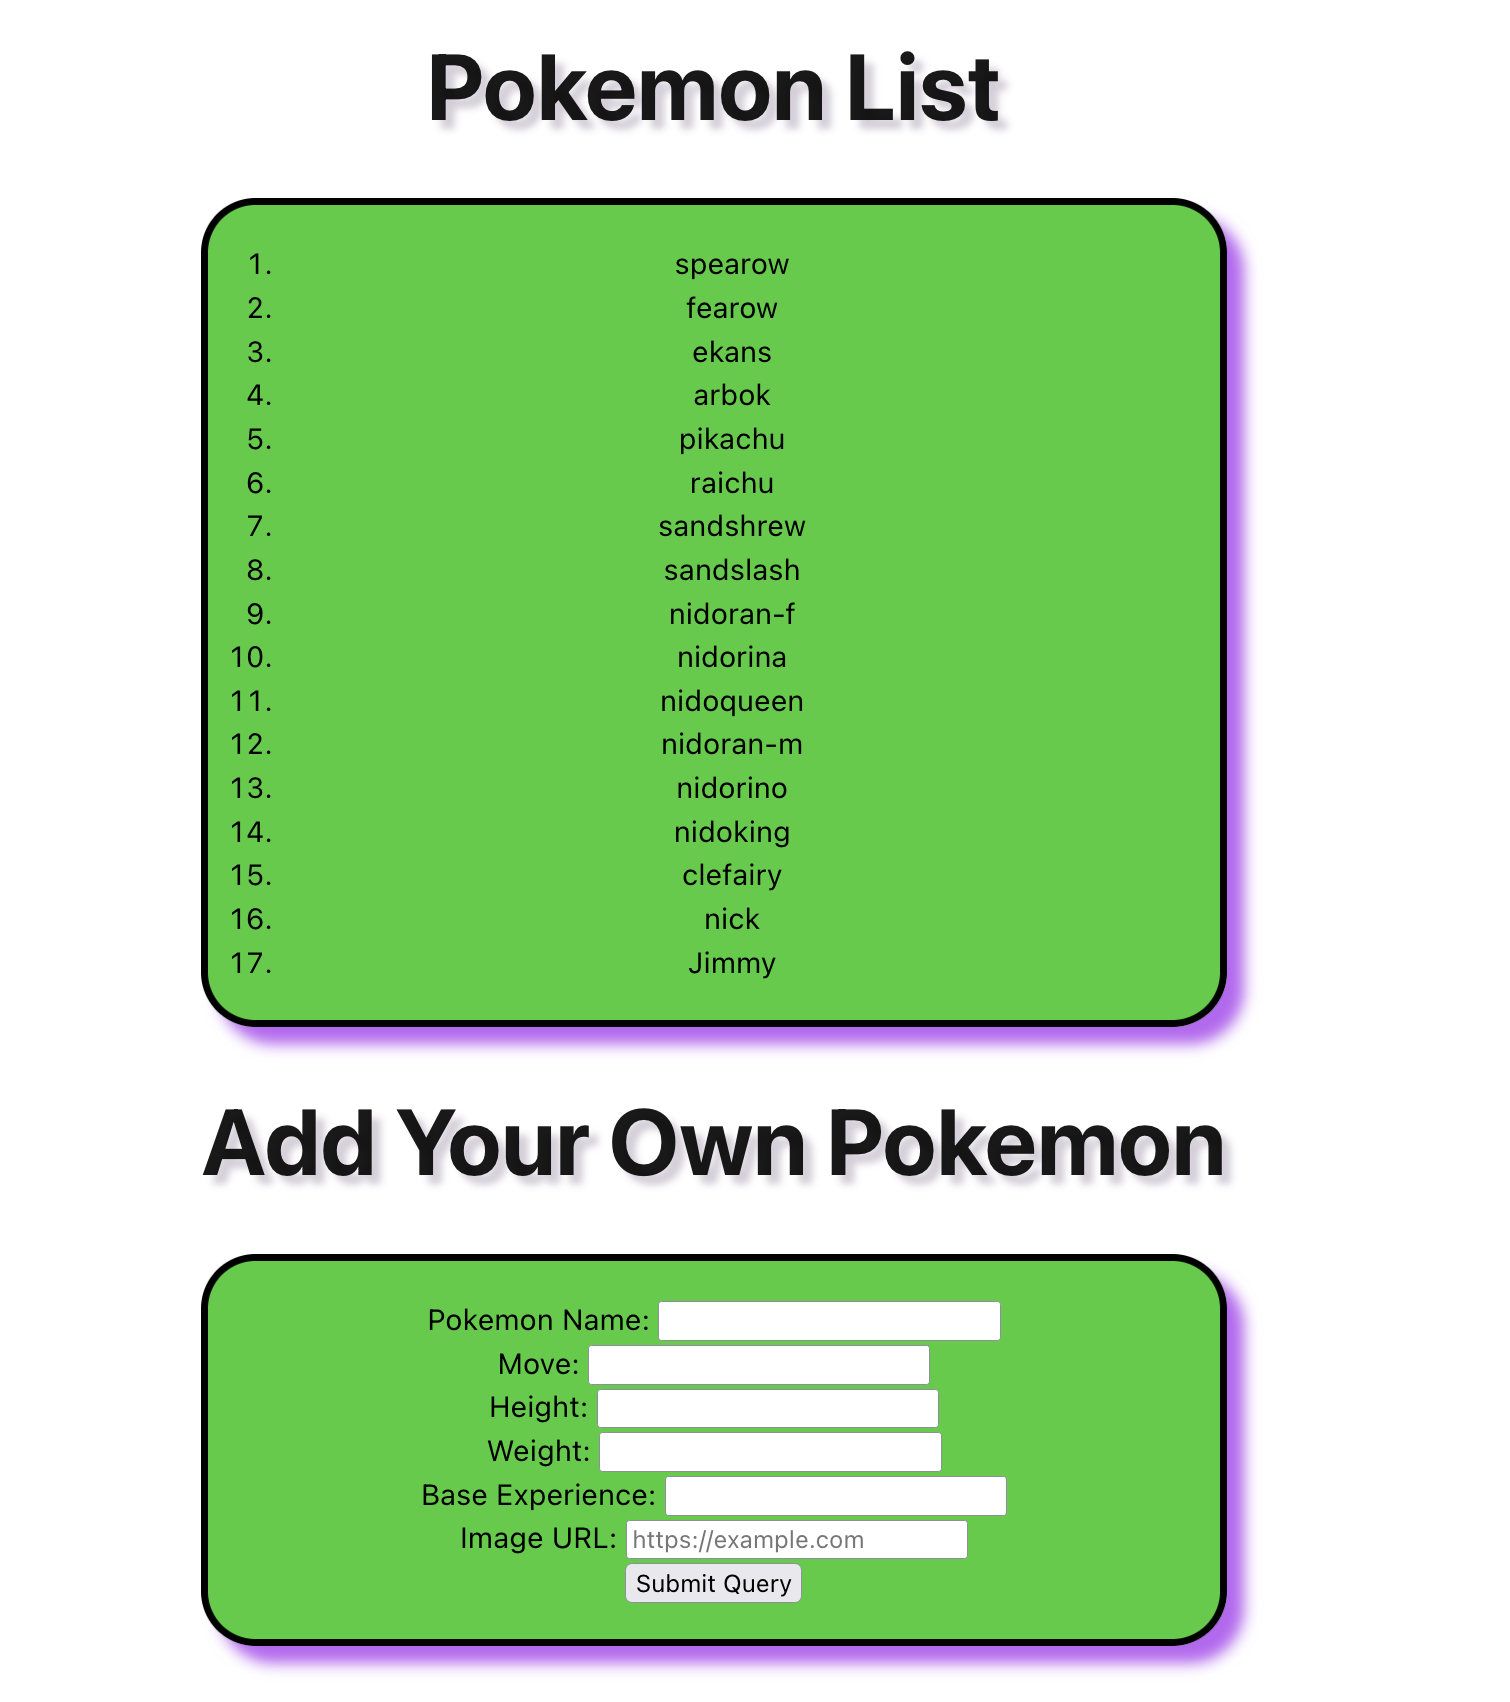 Pokemon List
1. spearow
2. fearow
3. ekans
4. arbok
5. pikachu
6. raichu
7. sandshrew
8. sandslash
9. nidoran-f
10. nidorina
11. nidoqueen
12. nidoran-m
13. nidorino
14. nidoking
15. clefairy
16. nick
17. Jimmy
Add Your Own Pokemon
Pokemon Name:
Move:
Height:
Weight:
Base Experience:
Image URL: https://example.com
Submit Query